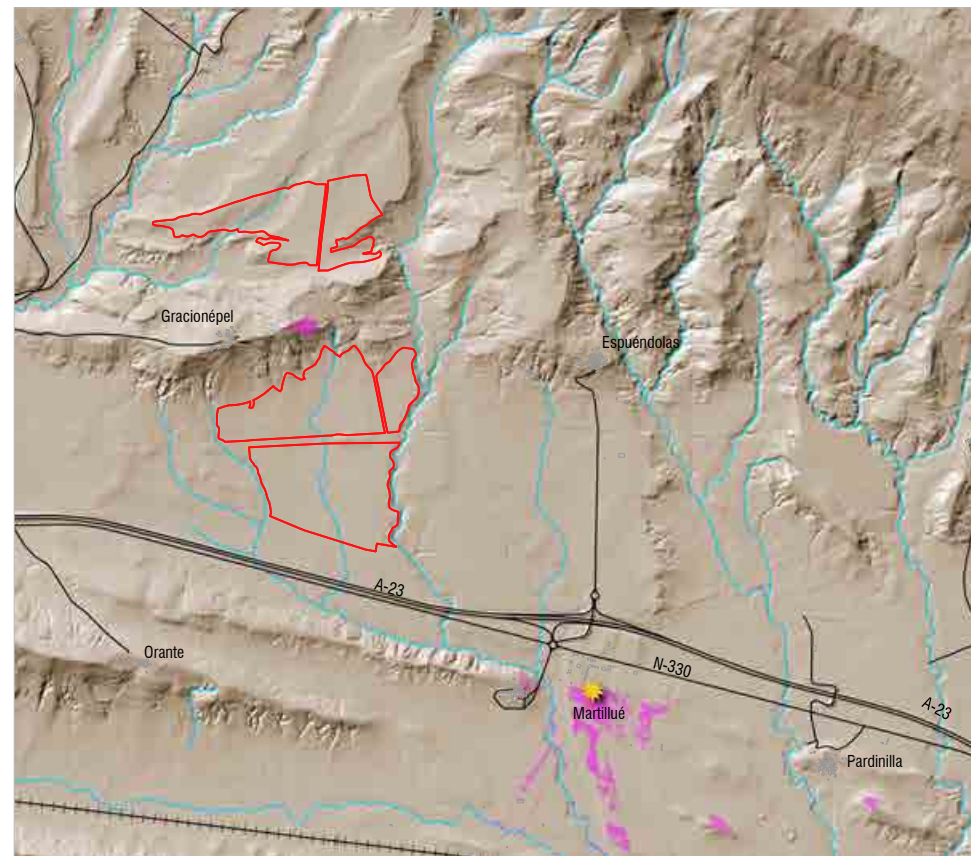 Gracionépel
Espuéndolas
A-23
Orante
N-330
Martillué
A-23
Pardinilla